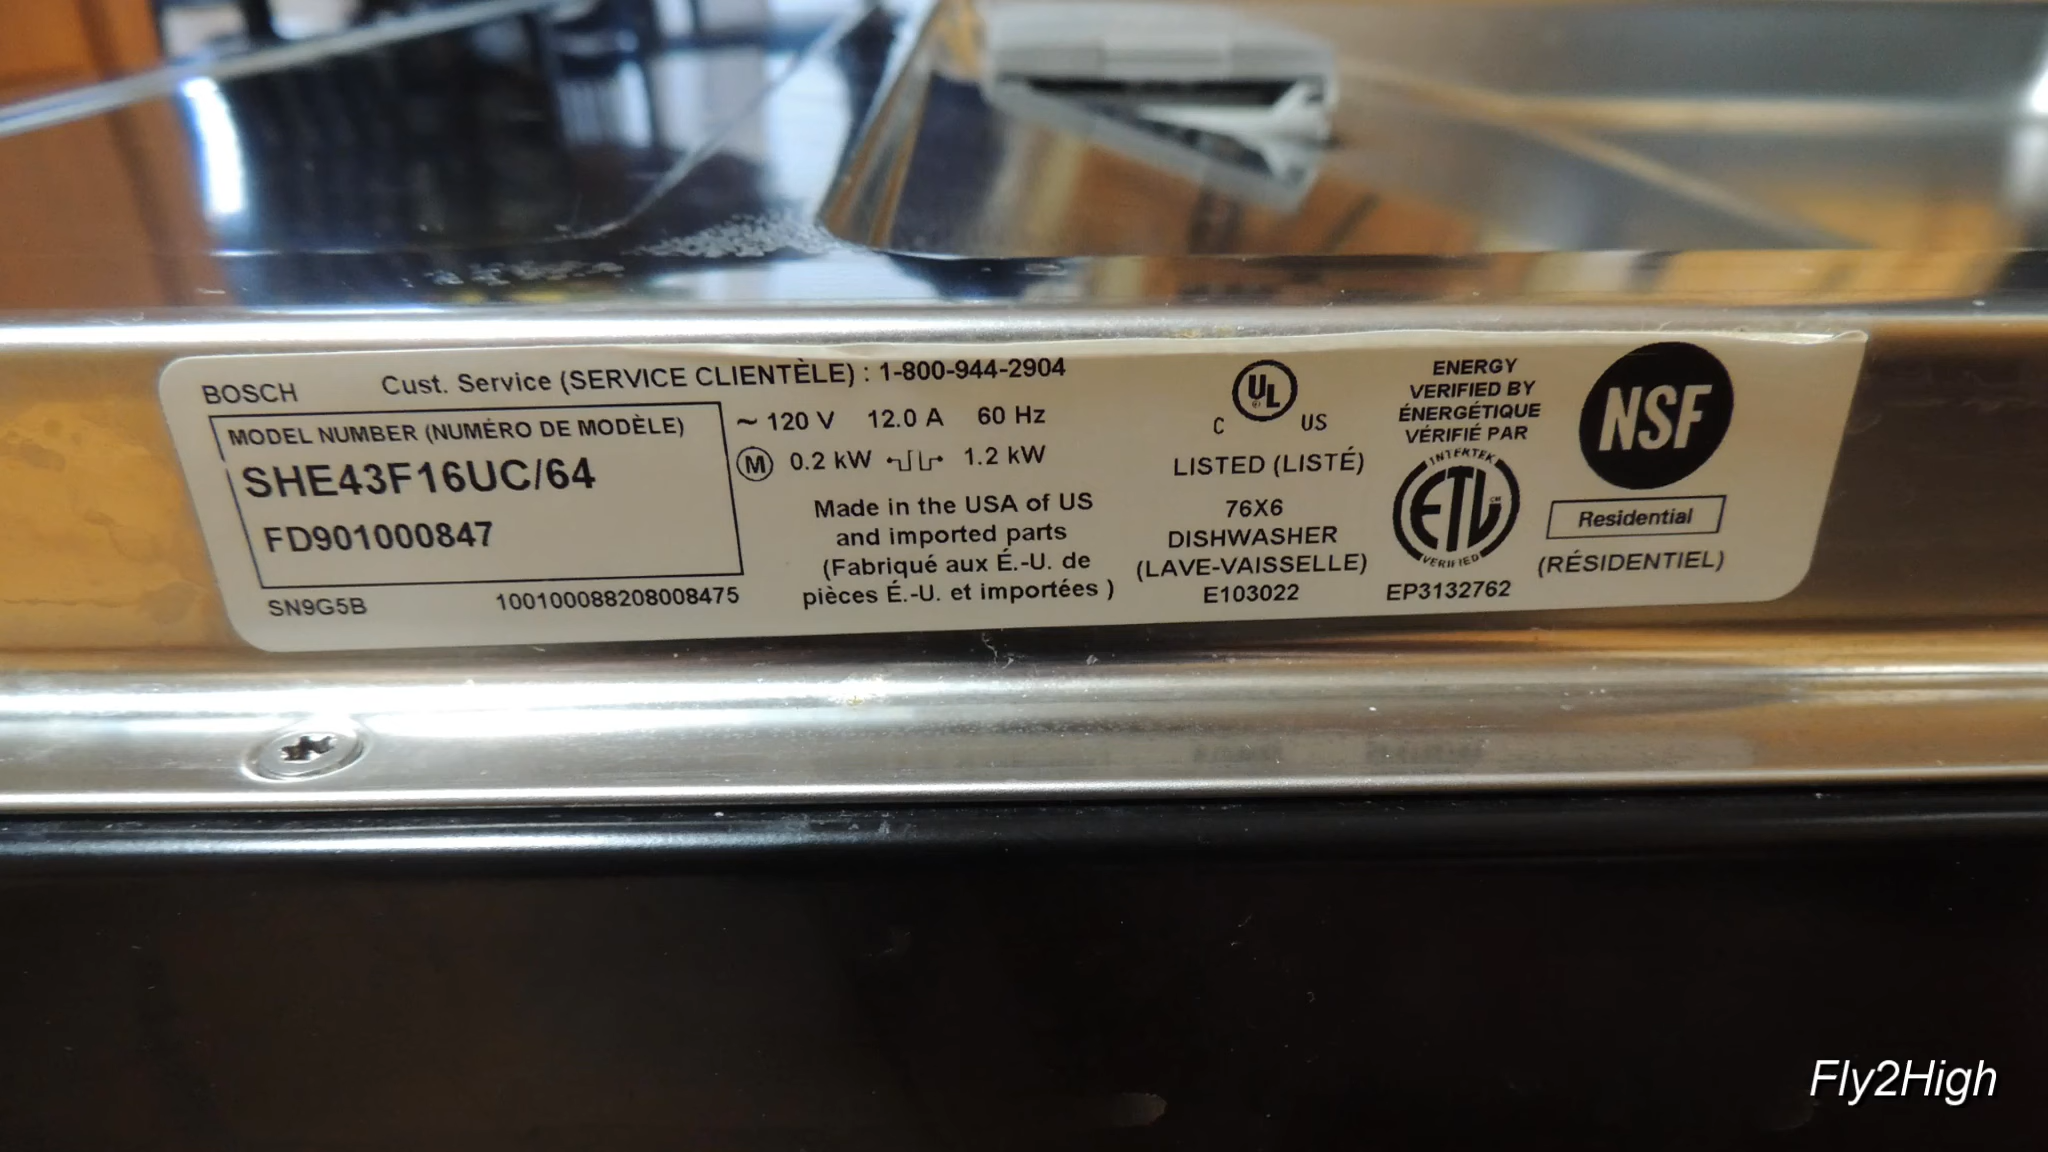 BOSCH
Cust. Service (SERVICE CLIENTÈLE) : 1-800-944-2904
MODEL NUMBER (NUMÉRO DE MODÈLE)
SHE43F16UC/64
FD901000847
SN9G5B
100100088208008475
~ 120 V 12.0 A 60 Hz
M 0.2 kW 1.2 kW
Made in the USA of US
and imported parts
(Fabriqué aux É.-U. de
pièces É.-U. et importées )
UL
C US
LISTED (LISTÉ)
76X6
DISHWASHER
(LAVE-VAISSELLE)
E103022
ENERGY
VERIFIED BY
ÉNERGÉTIQUE
VÉRIFIÉ PAR
INTERTEK
ETL
VERIFIED
EP3132762
NSF
Residential
(RÉSIDENTIEL)
Fly2High